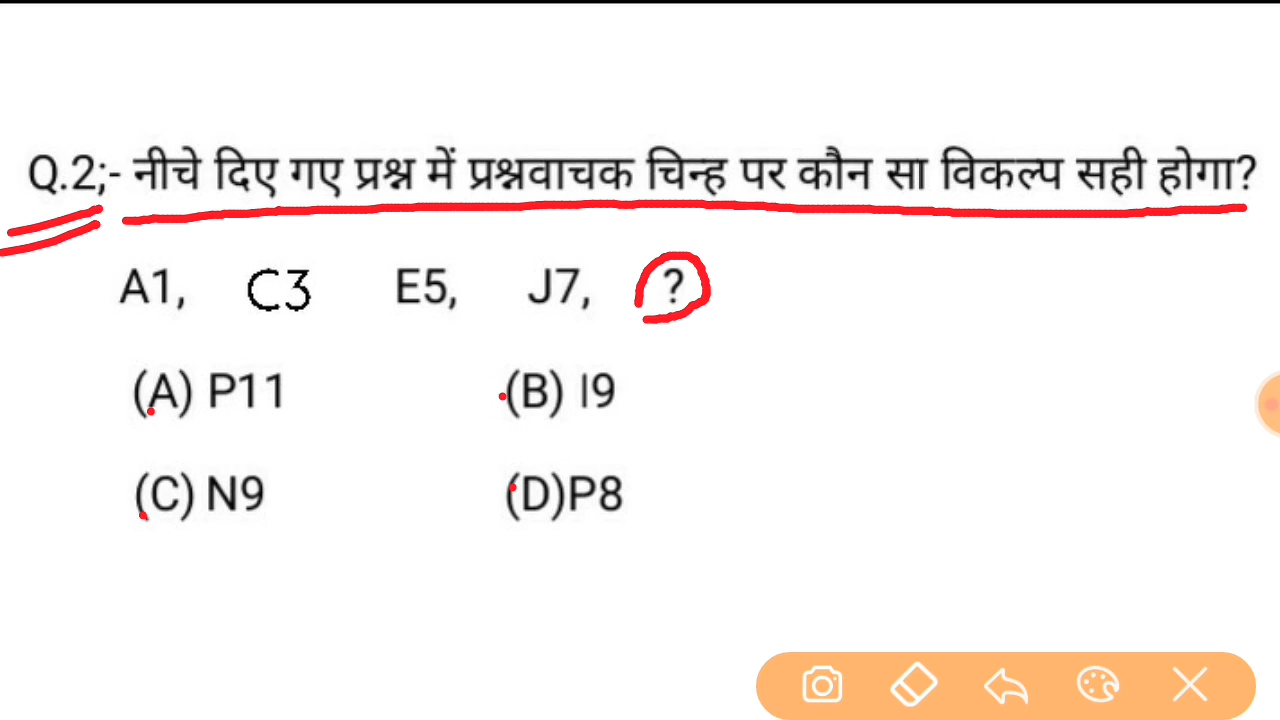 Q.2;- नीचे दिए गए प्रश्न में प्रश्नवाचक चिन्ह पर कौन सा विकल्प सही होगा?
A1, C3 E5, J7, ?
(A) P11 (B) I9
(C) N9 (D)P8